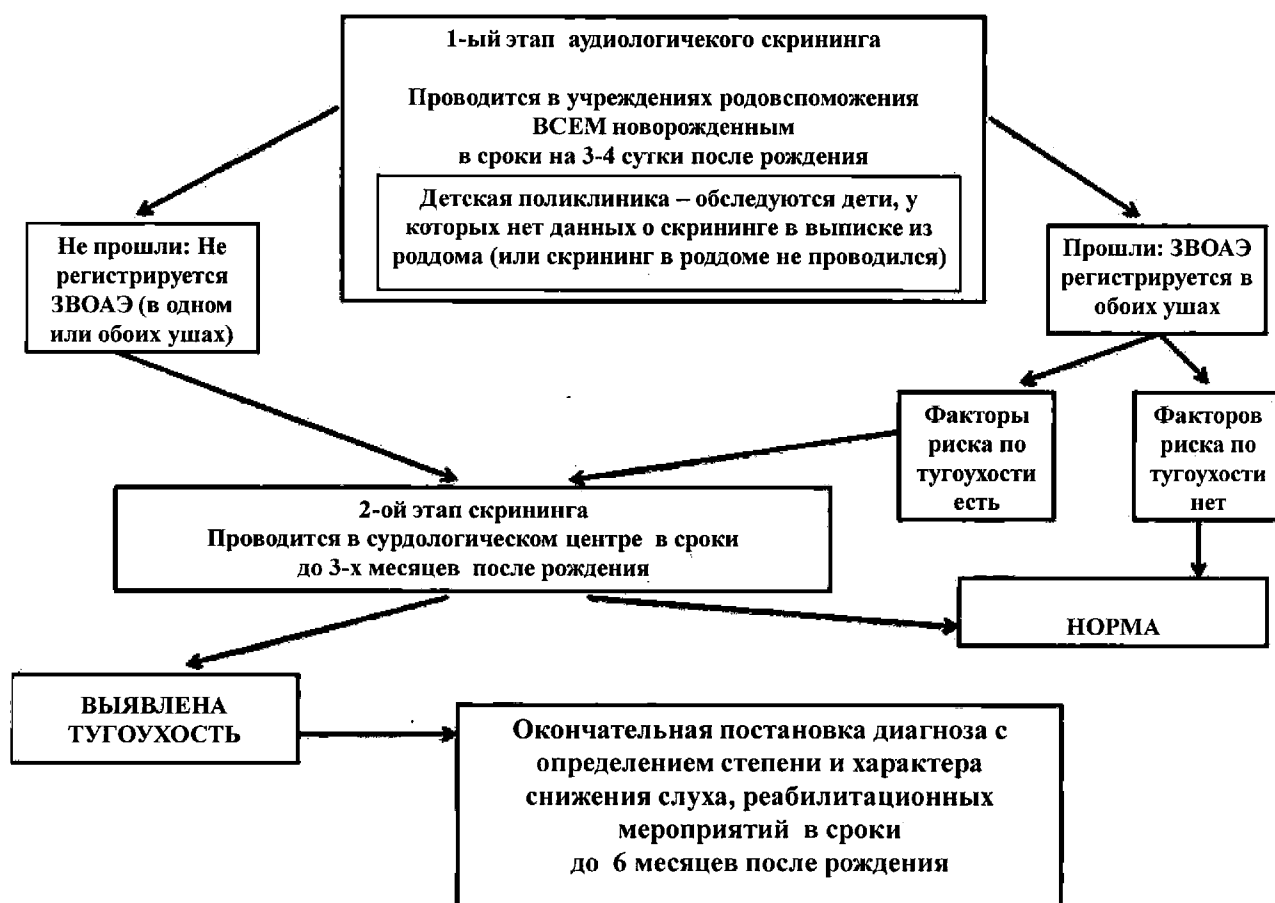 1-ый этап аудиологичекого скрининга
Проводится в учреждениях родовспоможения
ВСЕМ новорожденным
в сроки на 3-4 сутки после рождения
Детская поликлиника – обследуются дети, у
которых нет данных о скрининге в выписке из
роддома (или скрининг в роддоме не проводился)
Не прошли: Не
регистрируется
ЗВОАЭ (в одном
или обоих ушах)
Прошли: ЗВОАЭ
регистрируется в
обоих ушах
Факторы
риска по
тугоухости
есть
Факторов
риска по
тугоухости
нет
2-ой этап скрининга
Проводится в сурдологическом центре в сроки
до 3-х месяцев после рождения
НОРМА
ВЫЯВЛЕНА
ТУГОУХОСТЬ
Окончательная постановка диагноза с
определением степени и характера
снижения слуха, реабилитационных
мероприятий в сроки
до 6 месяцев после рождения